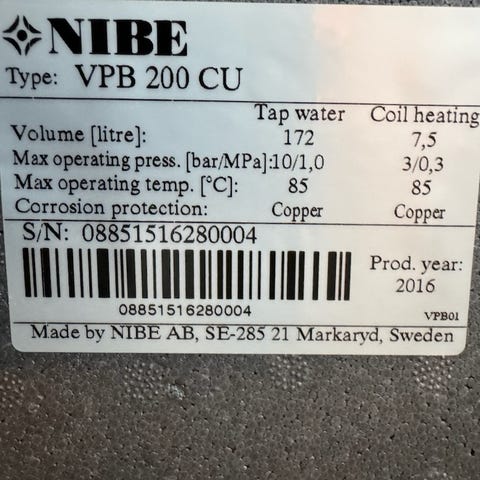 NIBE
Type: VPB 200 CU
Tap water Coil heating
Volume [litre]: 172 7,5
Max operating press. [bar/MPa]:10/1,0 3/0,3
Max operating temp. [°C]: 85 85
Corrosion protection: Copper Copper
S/N: 08851516280004
Prod. year:
2016
08851516280004
VPB01
Made by NIBE AB, SE-285 21 Markaryd, Sweden